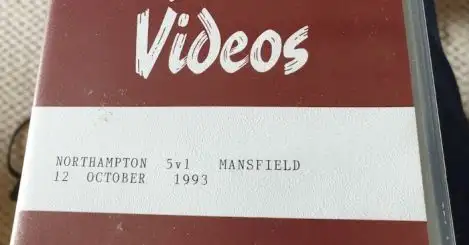 Videos
NORTHAMPTON 5v1 MANSFIELD
12 OCTOBER 1993